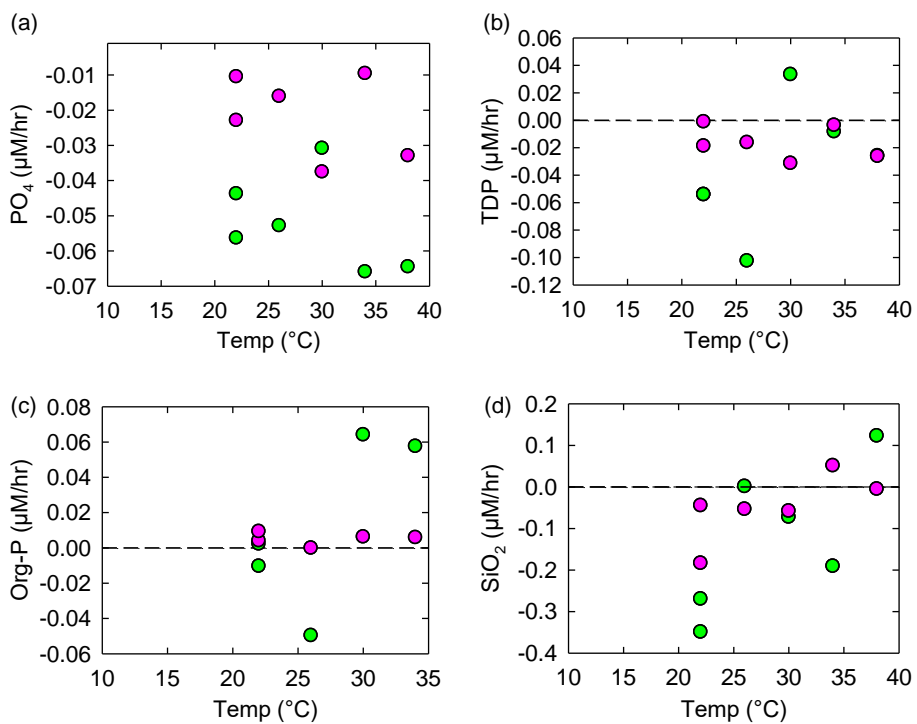 (a)
-0.01
-0.02
-0.03
-0.04
-0.05
-0.06
-0.07
PO4 (µM/hr)
10 15 20 25 30 35 40
Temp (°C)
(b)
0.06
0.04
0.02
0.00
-0.02
-0.04
-0.06
-0.08
-0.10
-0.12
TDP (µM/hr)
10 15 20 25 30 35 40
Temp (°C)
(c)
0.08
0.06
0.04
0.02
0.00
-0.02
-0.04
-0.06
Org-P (µM/hr)
10 15 20 25 30 35
Temp (°C)
(d)
0.2
0.1
0.0
-0.1
-0.2
-0.3
-0.4
SiO2 (µM/hr)
10 15 20 25 30 35 40
Temp (°C)